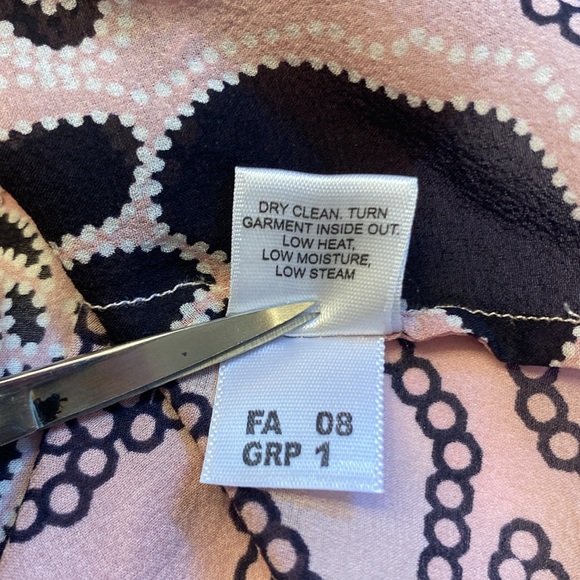 DRY CLEAN. TURN
GARMENT INSIDE OUT.
LOW HEAT,
LOW MOISTURE,
LOW STEAM
FA 08
GRP 1